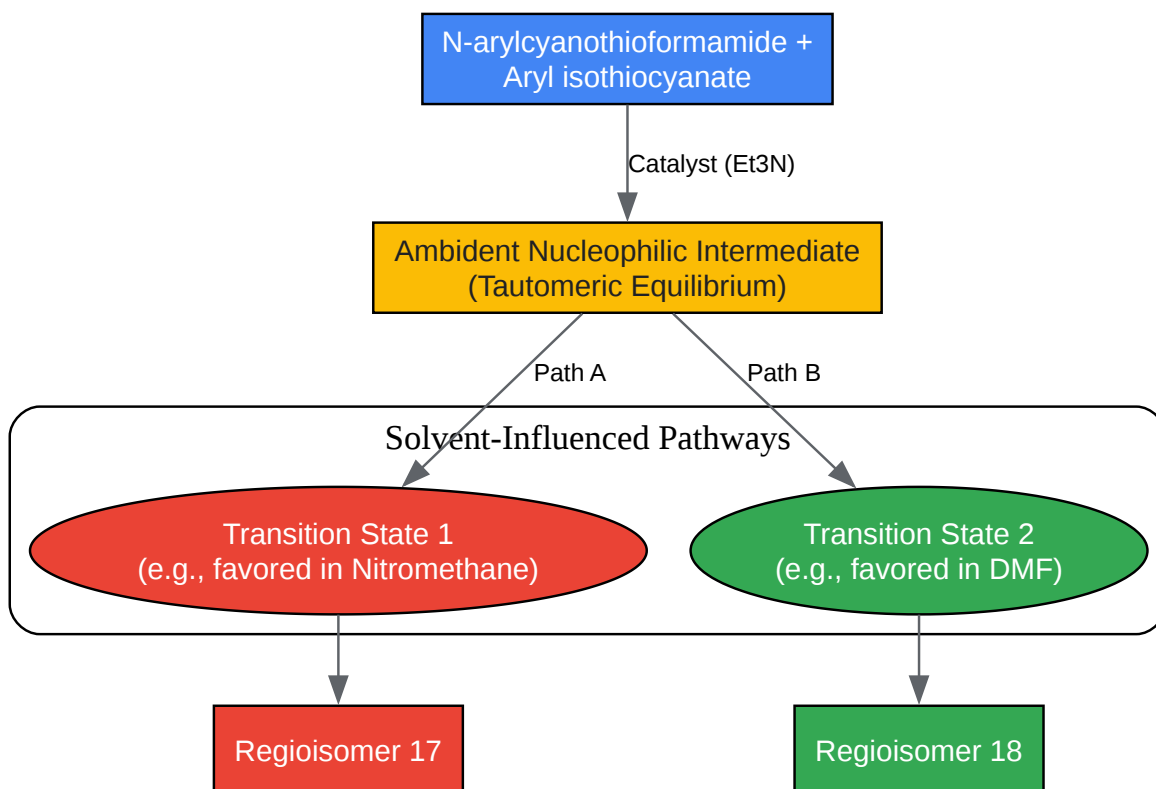 N-arylcyanothioformamide +
Aryl isothiocyanate
Catalyst (Et3N)
Ambident Nucleophilic Intermediate
(Tautomeric Equilibrium)
Path A
Path B
Solvent-Influenced Pathways
Transition State 1
(e.g., favored in Nitromethane)
Transition State 2
(e.g., favored in DMF)
Regioisomer 17
Regioisomer 18